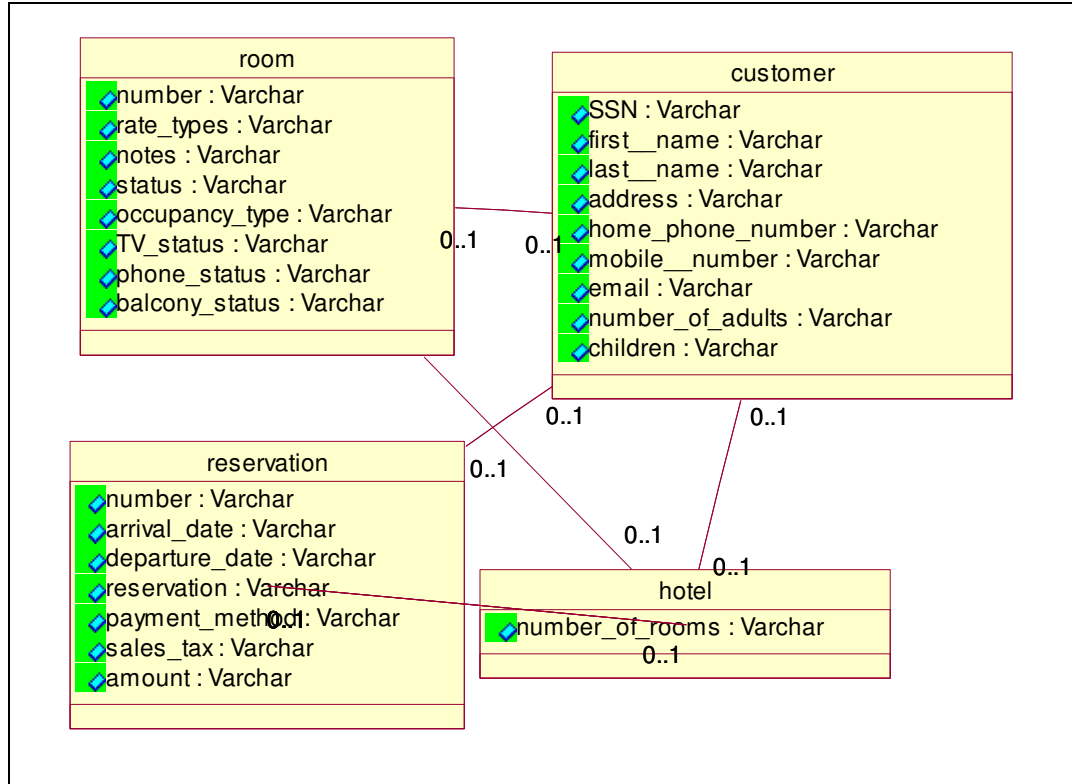 room
number : Varchar
rate_types : Varchar
notes : Varchar
status : Varchar
occupancy_type : Varchar
TV_status : Varchar
phone_status : Varchar
balcony_status : Varchar
customer
SSN : Varchar
first__name : Varchar
last__name : Varchar
address : Varchar
home_phone_number : Varchar
mobile__number : Varchar
email : Varchar
number_of_adults : Varchar
children : Varchar
0..1
0..1
0..1
0..1
0..1
reservation
number : Varchar
arrival_date : Varchar
departure_date : Varchar
reservation : Varchar
payment_method : Varchar
sales_tax : Varchar
amount : Varchar
0..1
0..1
0..1
hotel
number_of_rooms : Varchar
0..1